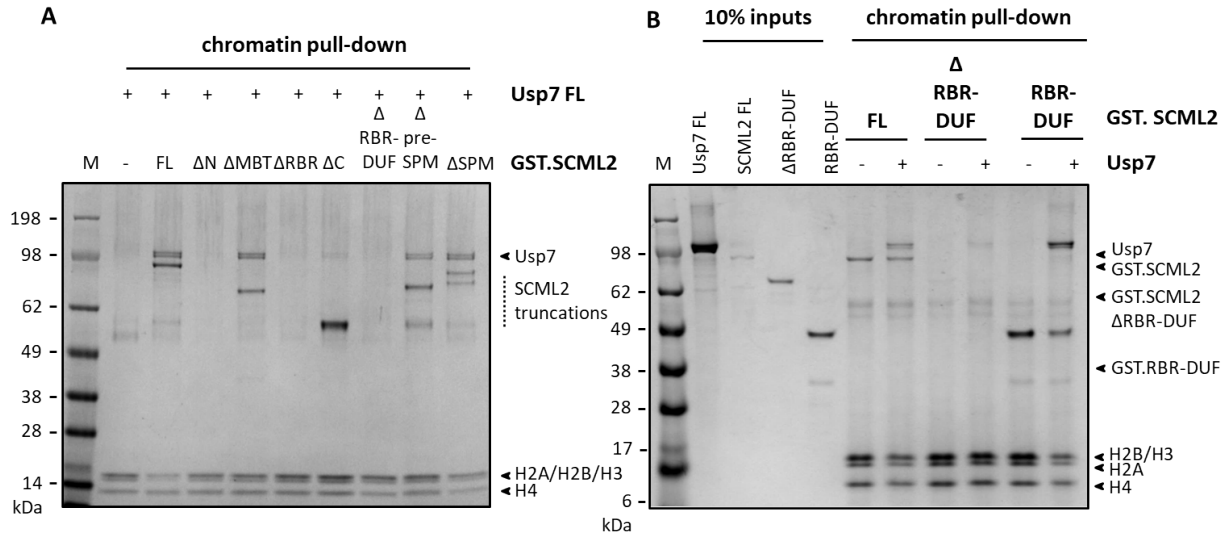 A
chromatin pull-down
+ + + + + + + + + Usp7 FL
Δ Δ
RBR- pre-
M - FL ΔN ΔMBT ΔRBR ΔC DUF SPM ΔSPM GST.SCML2
198
98
62
49
38
28
14
kDa
Usp7
SCML2
truncations
H2A/H2B/H3
H4
B
10% inputs
chromatin pull-down
Δ
RBR- RBR-
FL DUF DUF GST. SCML2
M Usp7 FL SCML2 FL ΔRBR-DUF RBR-DUF - + - + - + Usp7
98
62
49
38
28
17
14
6
kDa
Usp7
GST.SCML2
GST.SCML2
ΔRBR-DUF
GST.RBR-DUF
H2B/H3
H2A
H4